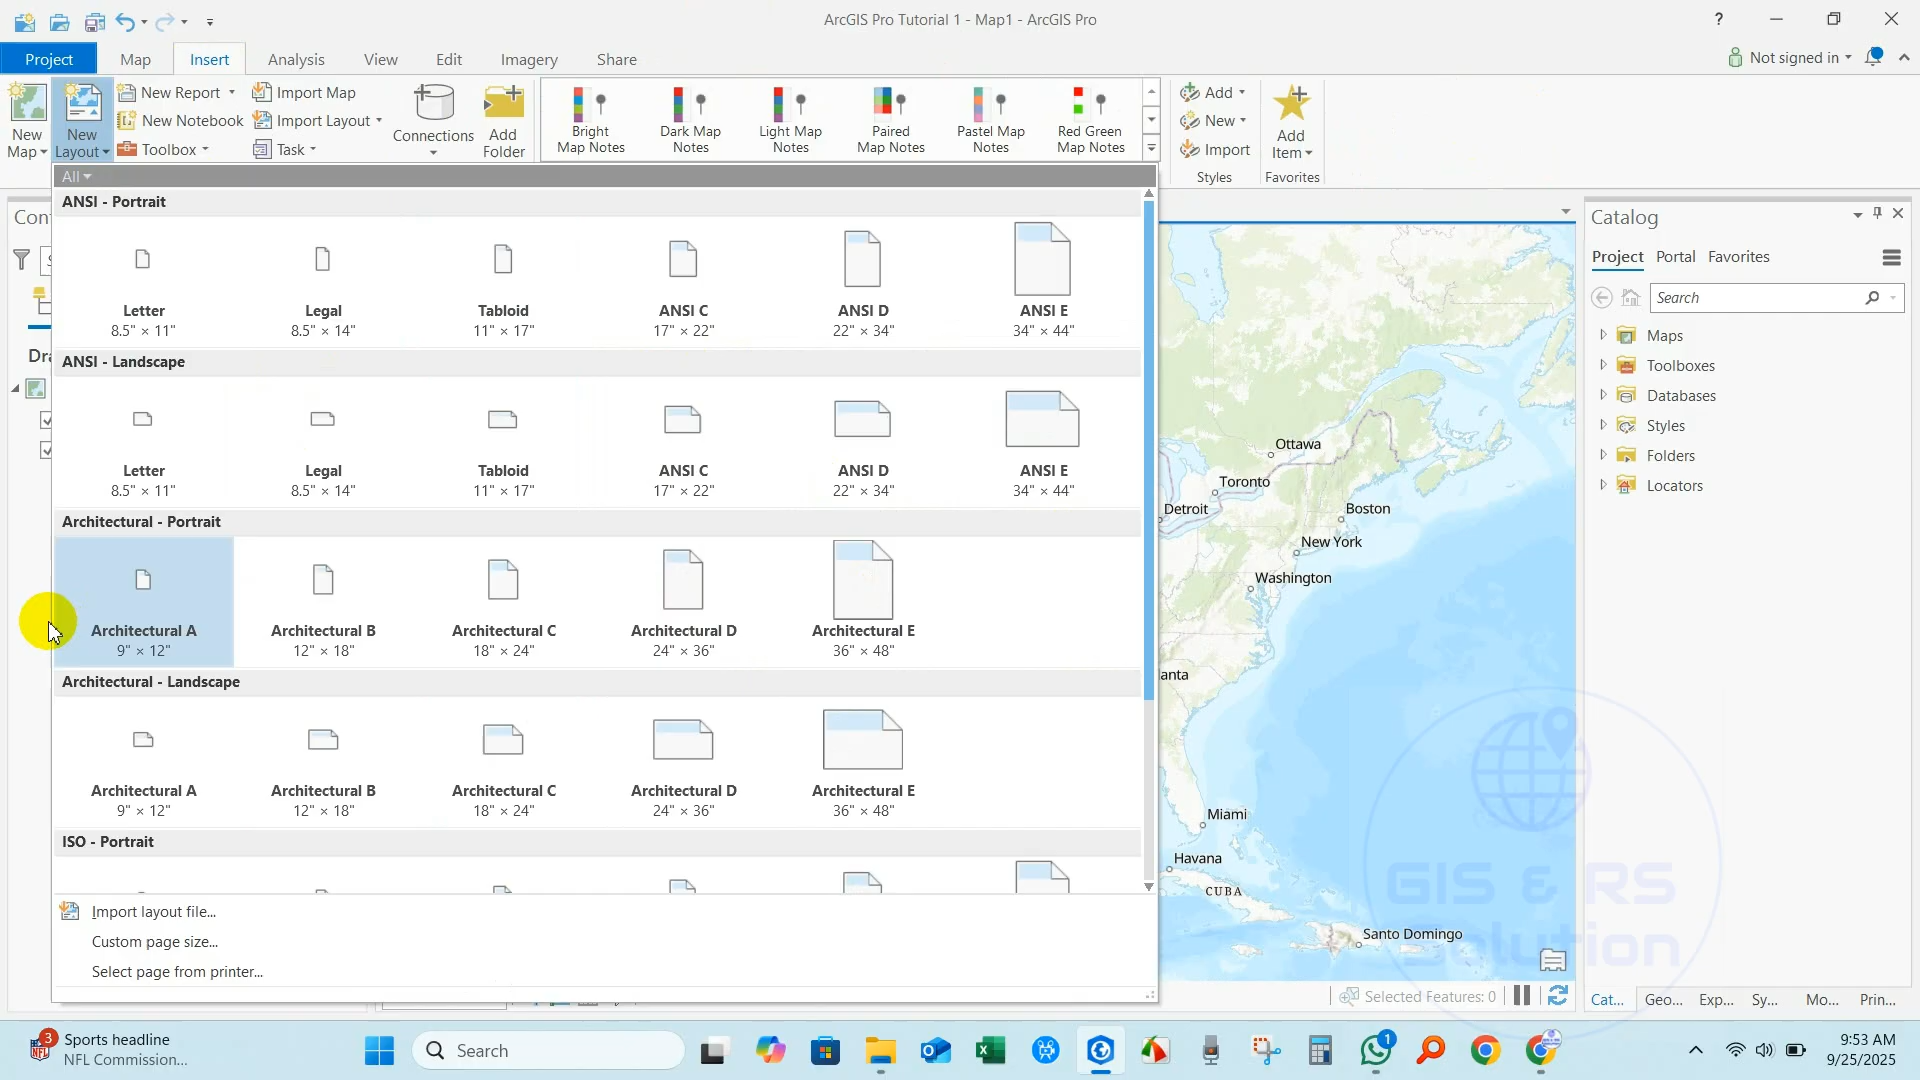 ArcGIS Pro Tutorial 1 - Map1 - ArcGIS Pro
?
Project
Map
Insert
Analysis
View
Edit
Imagery
Share
Not signed in
New Map
New Layout
New Report
New Notebook
Toolbox
Import Map
Import Layout
Task
Connections
Add Folder
Bright Map Notes
Dark Map Notes
Light Map Notes
Paired Map Notes
Pastel Map Notes
Red Green Map Notes
Add
New
Import
Styles
Add Item
Favorites
All
ANSI - Portrait
Letter
8.5" × 11"
Legal
8.5" × 14"
Tabloid
11" × 17"
ANSI C
17" × 22"
ANSI D
22" × 34"
ANSI E
34" × 44"
ANSI - Landscape
Letter
8.5" × 11"
Legal
8.5" × 14"
Tabloid
11" × 17"
ANSI C
17" × 22"
ANSI D
22" × 34"
ANSI E
34" × 44"
Architectural - Portrait
Architectural A
9" × 12"
Architectural B
12" × 18"
Architectural C
18" × 24"
Architectural D
24" × 36"
Architectural E
36" × 48"
Architectural - Landscape
Architectural A
9" × 12"
Architectural B
12" × 18"
Architectural C
18" × 24"
Architectural D
24" × 36"
Architectural E
36" × 48"
ISO - Portrait
Import layout file...
Custom page size...
Select page from printer...
Con
Dra
Ottawa
Toronto
Detroit
Boston
New York
Washington
anta
Miami
Havana
CUBA
Santo Domingo
GIS & RS
Solution
Selected Features: 0
Catalog
Project
Portal
Favorites
Search
Maps
Toolboxes
Databases
Styles
Folders
Locators
Cat...
Geo...
Exp...
Sy...
Mo...
Prin...
3
Sports headline
NFL Commission...
Search
1
9:53 AM
9/25/2025